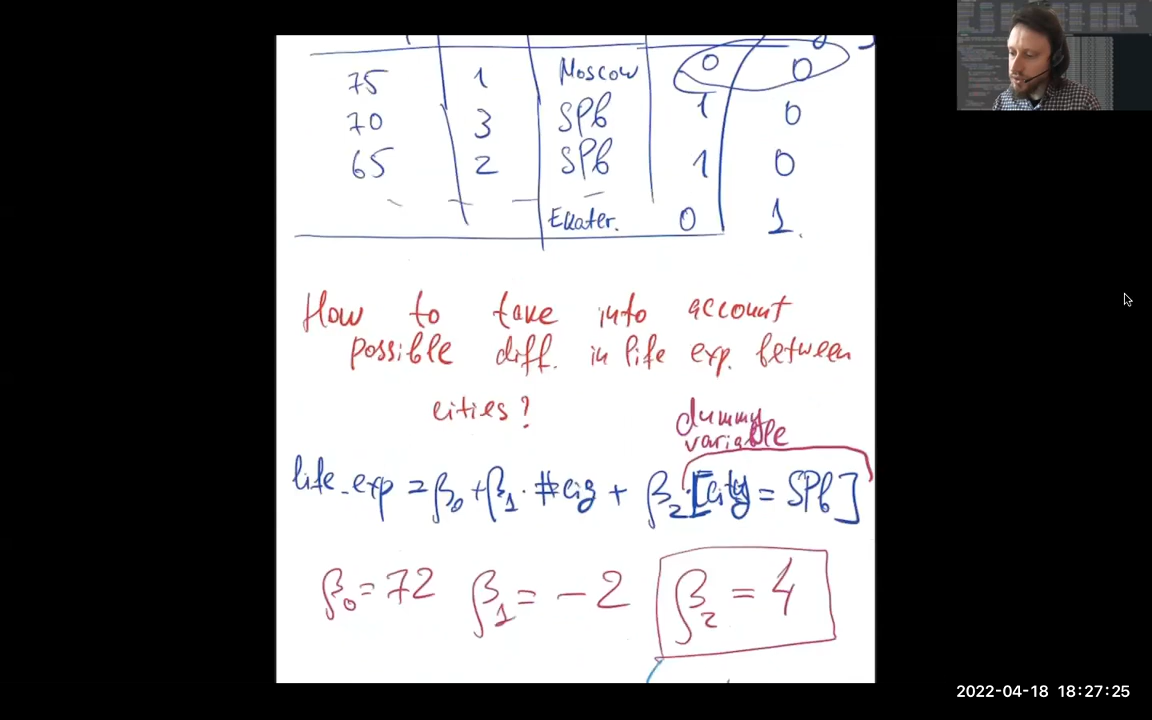 75 1 Moscow 0 0
70 3 SPb 1 0
65 2 SPb 1 0
Ekater. 0 1.
How to take into account
possible diff. in life exp. between
cities?
dummy
variable
life_exp = β₀ + β₁ · #cig + β₂ · [city = SPb]
β₀ = 72 β₁ = -2 β₂ = 4
2022-04-18 18:27:25